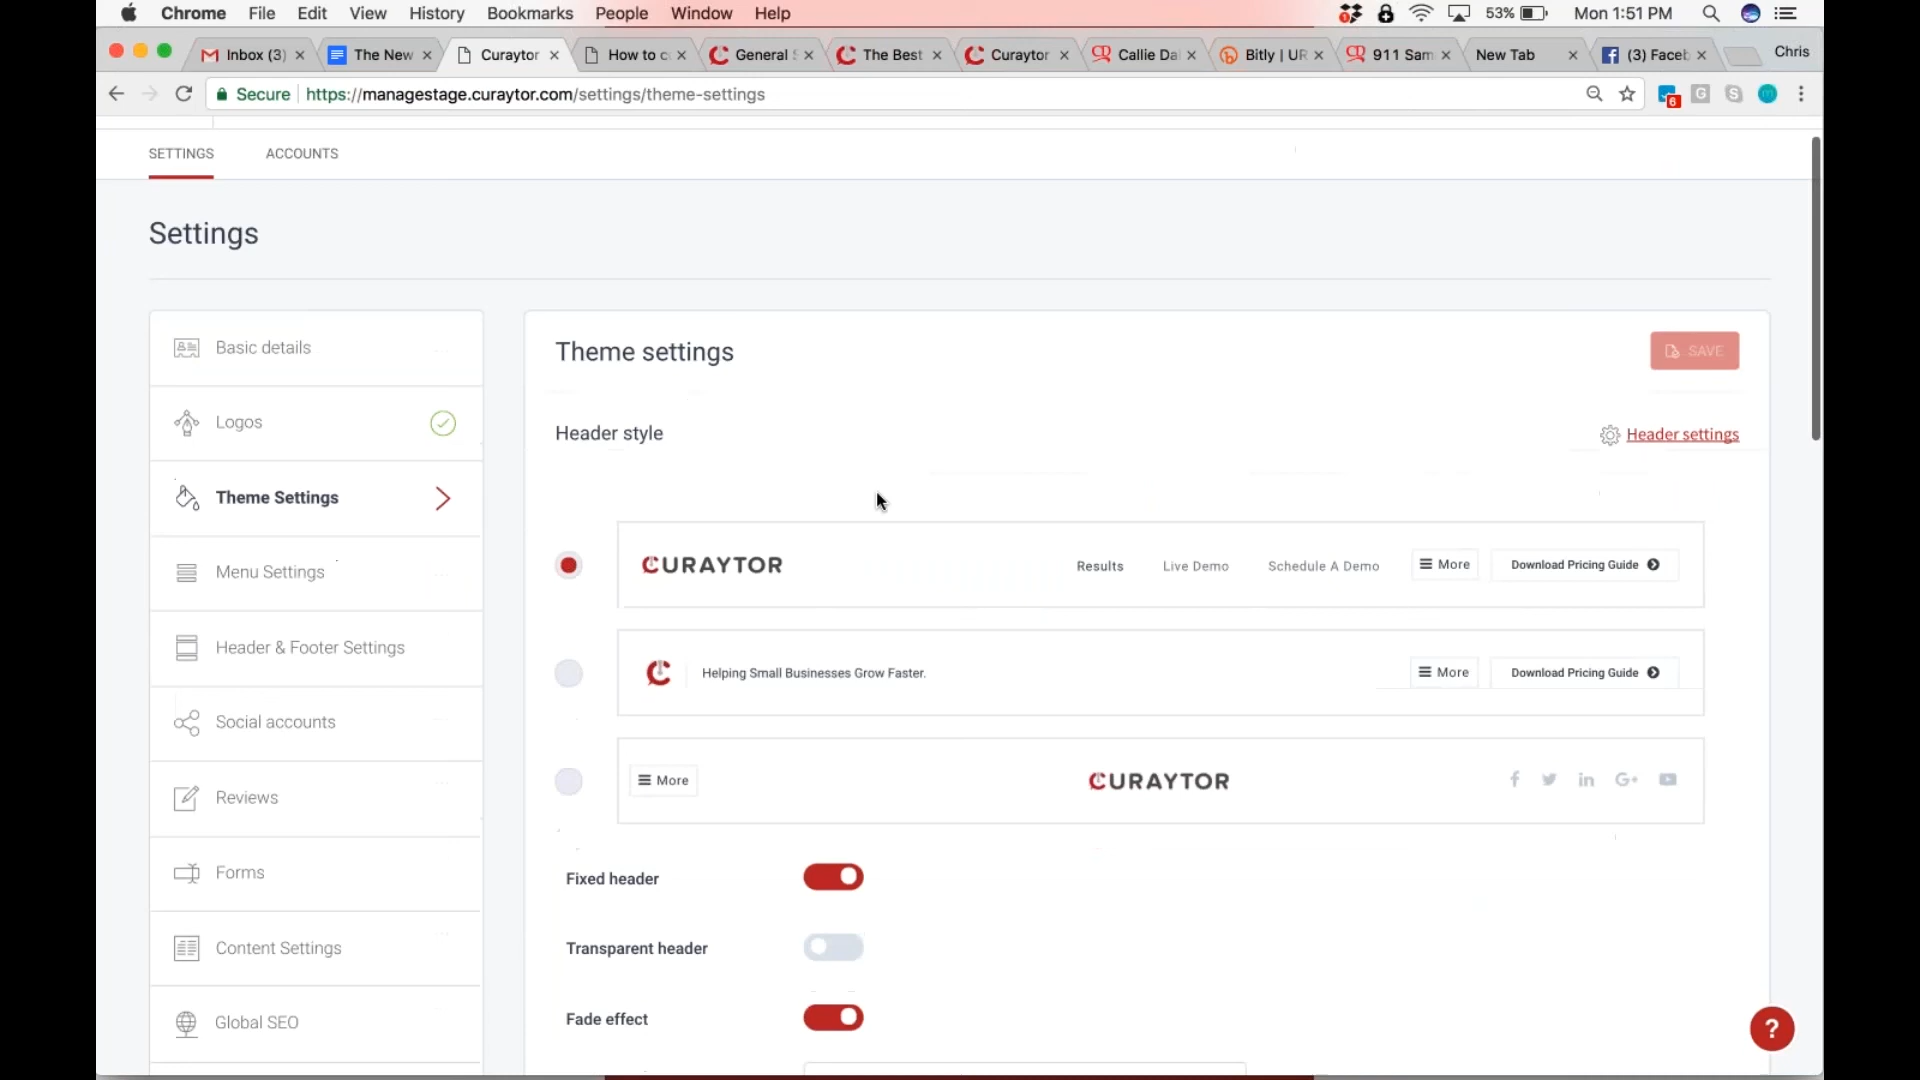 Chrome File Edit View History Bookmarks People Window Help 53% Mon 1:51 PM
Inbox (3) The New Curaytor How to c General S The Best Curaytor Callie Da Bitly | UR 911 Sam New Tab (3) Faceb Chris
Secure https://managestage.curaytor.com/settings/theme-settings 6 G S
SETTINGS ACCOUNTS
Settings
Basic details
Logos
Theme Settings
Menu Settings
Header & Footer Settings
Social accounts
Reviews
Forms
Content Settings
Global SEO
Theme settings SAVE
Header style Header settings
CURAYTOR Results Live Demo Schedule A Demo More Download Pricing Guide
Helping Small Businesses Grow Faster. More Download Pricing Guide
More CURAYTOR
Fixed header
Transparent header
Fade effect
?